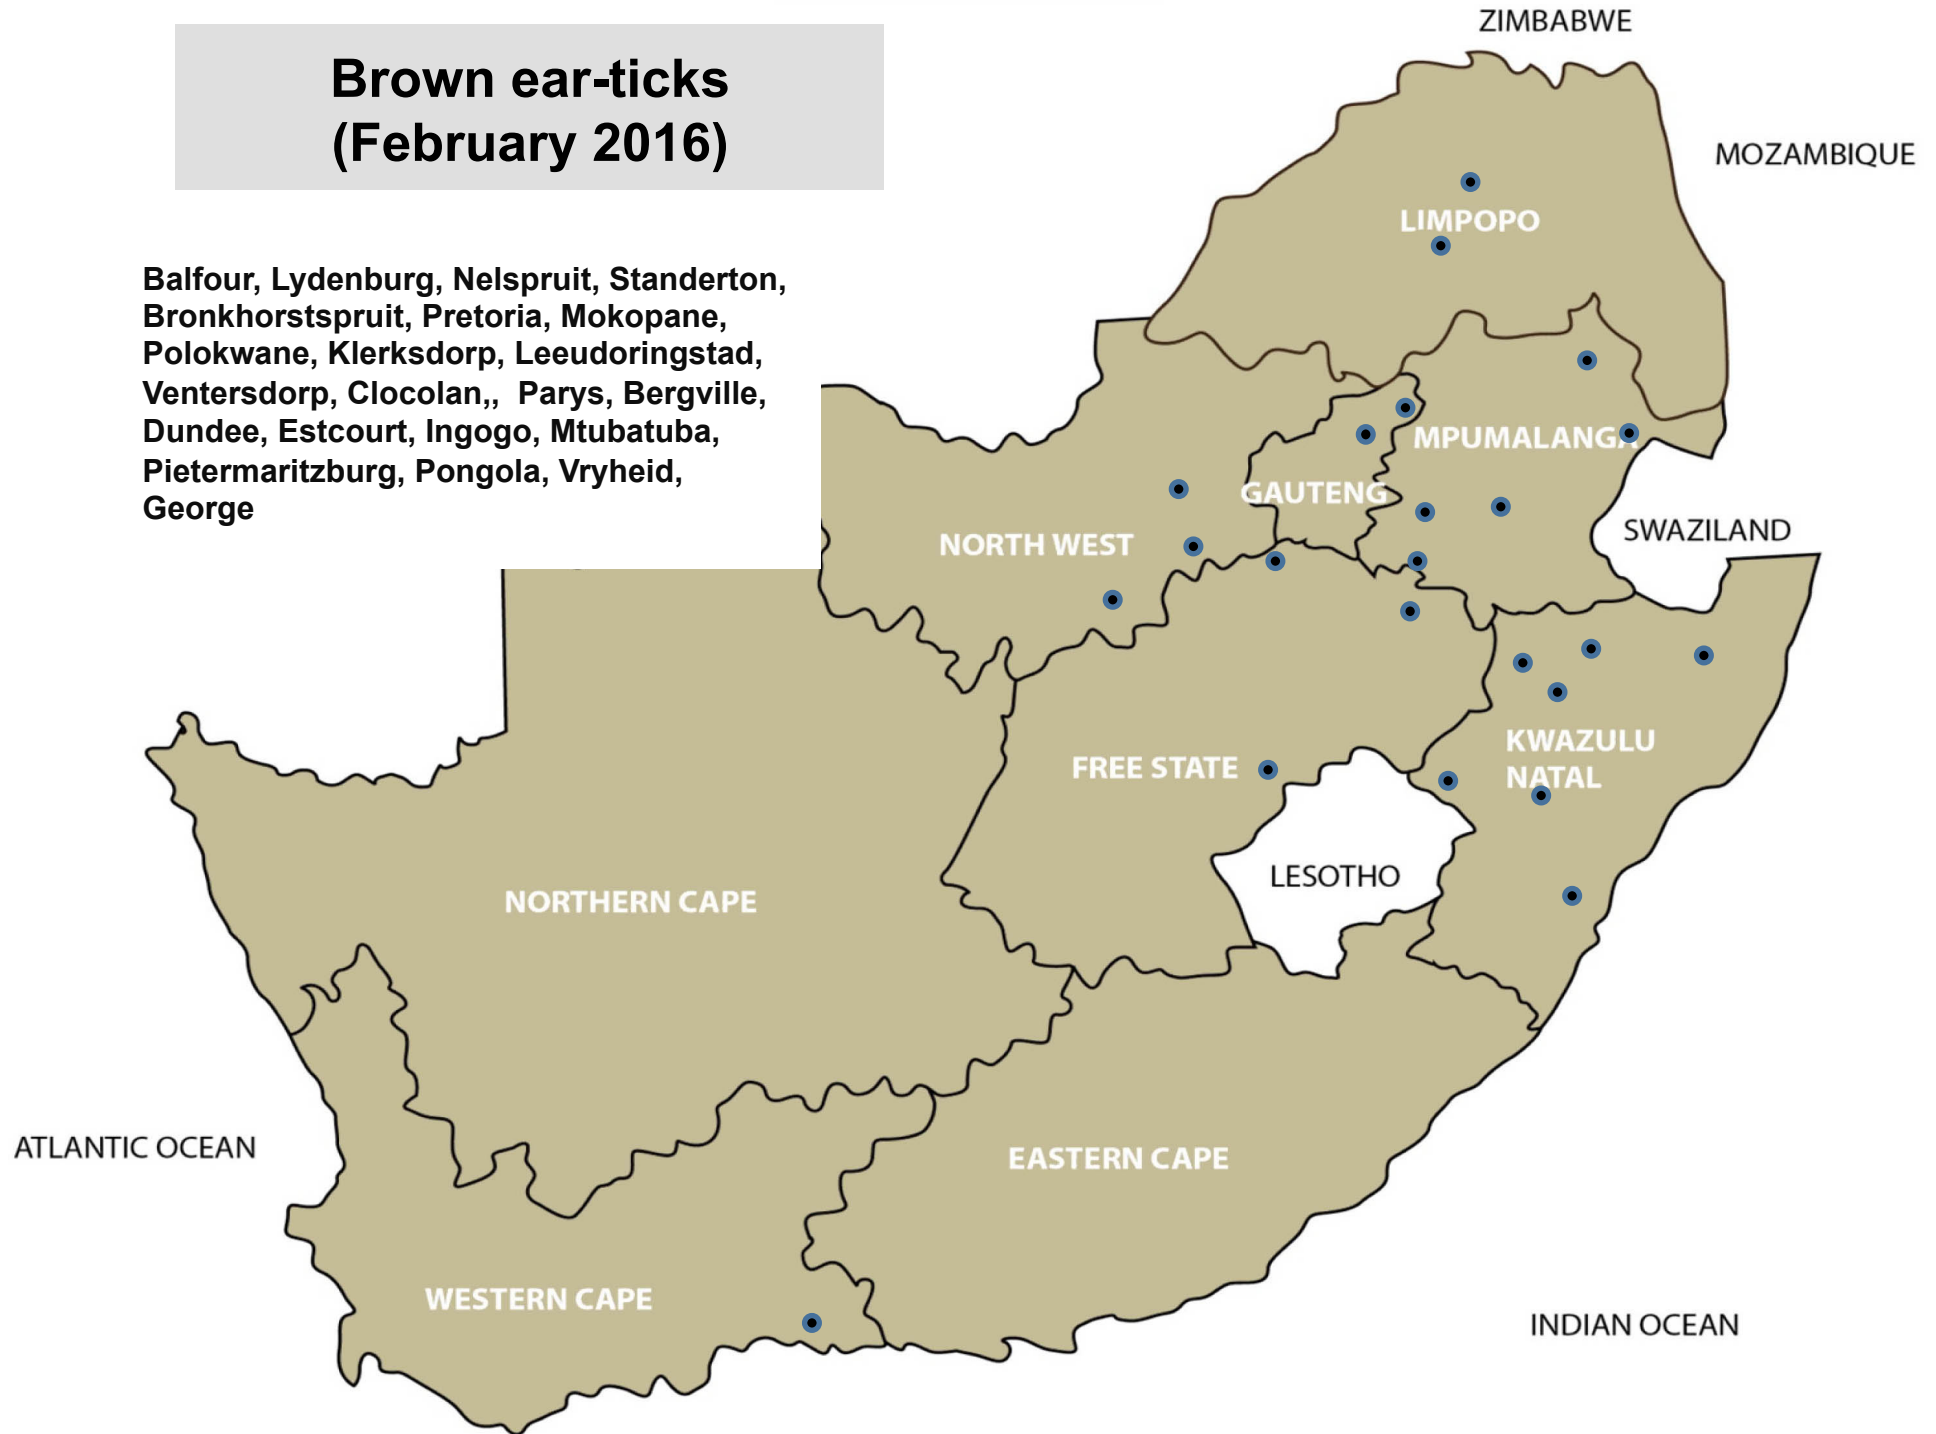 Brown ear-ticks
(February 2016)
Balfour, Lydenburg, Nelspruit, Standerton,
Bronkhorstspruit, Pretoria, Mokopane,
Polokwane, Klerksdorp, Leeudoringstad,
Ventersdorp, Clocolan,, Parys, Bergville,
Dundee, Estcourt, Ingogo, Mtubatuba,
Pietermaritzburg, Pongola, Vryheid,
George
ZIMBABWE
MOZAMBIQUE
LIMPOPO
MPUMALANGA
GAUTENG
SWAZILAND
NORTH WEST
KWAZULU
NATAL
FREE STATE
LESOTHO
NORTHERN CAPE
ATLANTIC OCEAN
EASTERN CAPE
WESTERN CAPE
INDIAN OCEAN